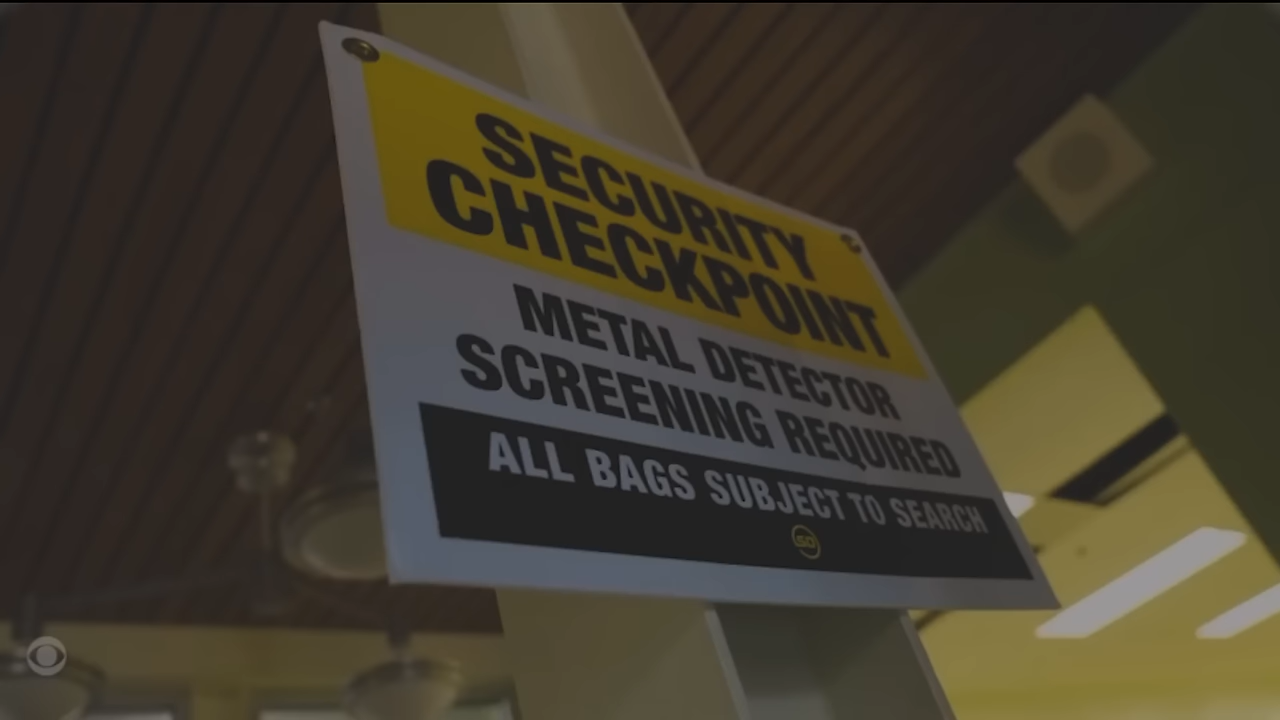 SECURITY
CHECKPOINT
METAL DETECTOR
SCREENING REQUIRED
ALL BAGS SUBJECT TO SEARCH